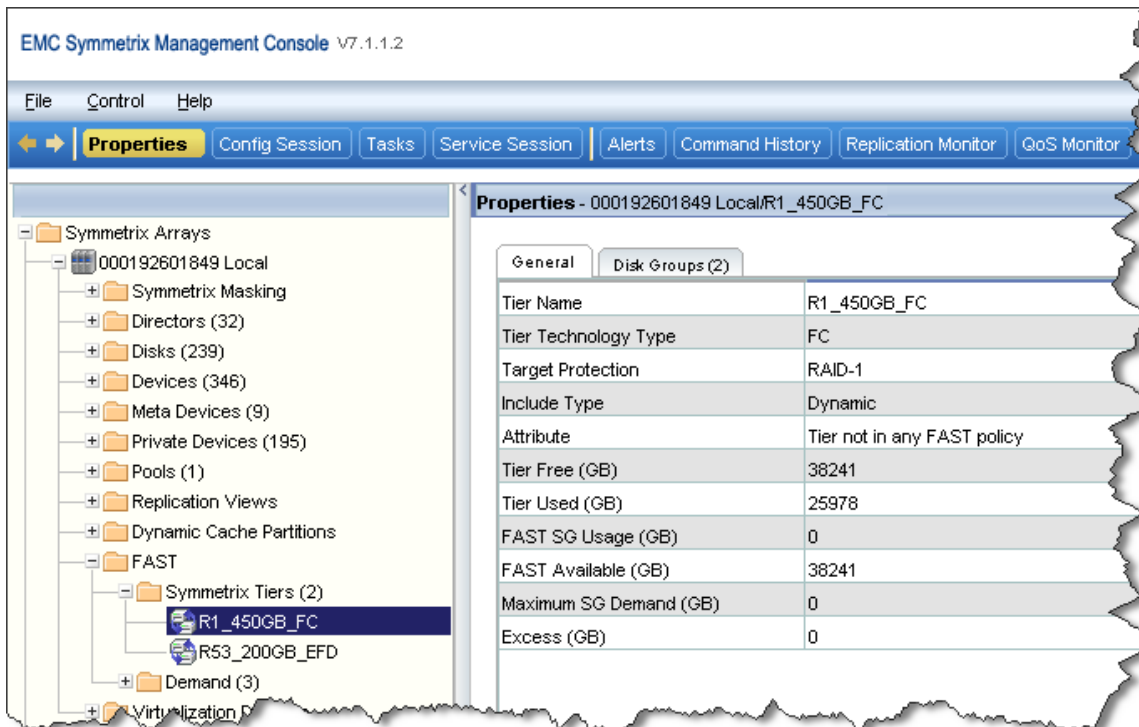 EMC Symmetrix Management Console V7.1.1.2
File Control Help
Properties Config Session Tasks Service Session Alerts Command History Replication Monitor QoS Monitor
Properties - 000192601849 Local/R1_450GB_FC
Symmetrix Arrays
000192601849 Local
Symmetrix Masking
Directors (32)
Disks (239)
Devices (346)
Meta Devices (9)
Private Devices (195)
Pools (1)
Replication Views
Dynamic Cache Partitions
FAST
Symmetrix Tiers (2)
R1_450GB_FC
R53_200GB_EFD
Demand (3)
Virtualization
General Disk Groups (2)
Tier Name R1_450GB_FC
Tier Technology Type FC
Target Protection RAID-1
Include Type Dynamic
Attribute Tier not in any FAST policy
Tier Free (GB) 38241
Tier Used (GB) 25978
FAST SG Usage (GB) 0
FAST Available (GB) 38241
Maximum SG Demand (GB) 0
Excess (GB) 0